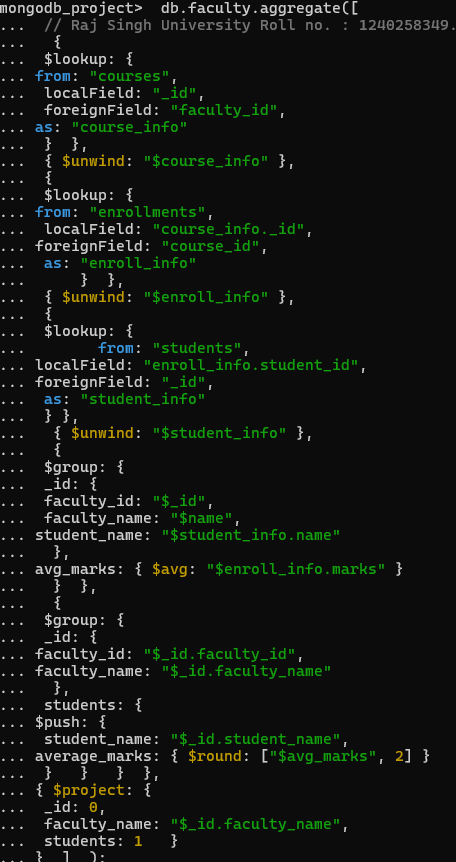 mongodb_project> db.faculty.aggregate([
... // Raj Singh University Roll no. : 1240258349.
... {
... $lookup: {
... from: "courses",
... localField: "_id",
... foreignField: "faculty_id",
... as: "course_info"
... } },
... { $unwind: "$course_info" },
... {
... $lookup: {
... from: "enrollments",
... localField: "course_info._id",
... foreignField: "course_id",
... as: "enroll_info"
... } },
... { $unwind: "$enroll_info" },
... {
... $lookup: {
... from: "students",
... localField: "enroll_info.student_id",
... foreignField: "_id",
... as: "student_info"
... } },
... { $unwind: "$student_info" },
... {
... $group: {
... _id: {
... faculty_id: "$_id",
... faculty_name: "$name",
... student_name: "$student_info.name"
... },
... avg_marks: { $avg: "$enroll_info.marks" }
... } },
... {
... $group: {
... _id: {
... faculty_id: "$_id.faculty_id",
... faculty_name: "$_id.faculty_name"
... },
... students: {
... $push: {
... student_name: "$_id.student_name",
... average_marks: { $round: ["$avg_marks", 2] }
... } } } },
... { $project: {
... _id: 0,
... faculty_name: "$_id.faculty_name",
... students: 1 }
... } ] );